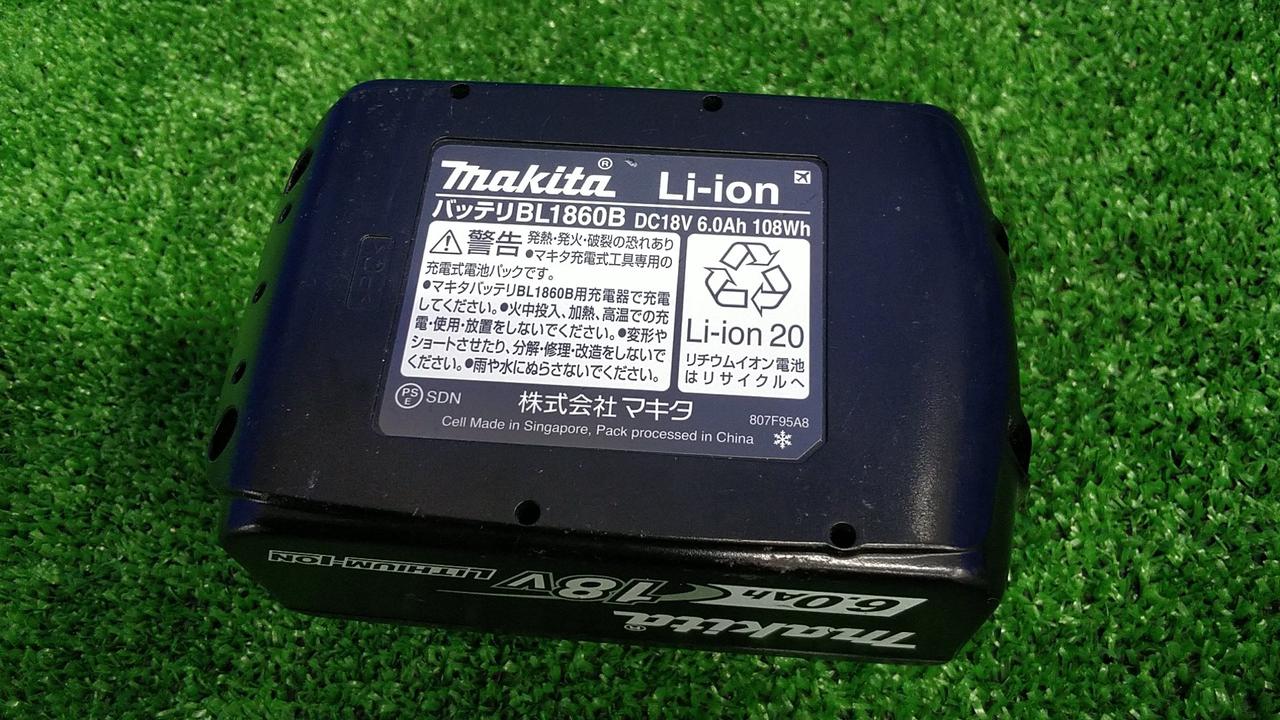 makita® Li-ion
バッテリBL1860B DC18V 6.0Ah 108Wh
警告 発熱・発火・破裂の恐れあり
●マキタ充電式工具専用の
充電式電池パックです。
●マキタバッテリBL1860B用充電器で充電
してください。●火中投入、加熱、高温での充
電・使用・放置をしないでください。●変形や
ショートさせたり、分解・修理・改造をしないで
ください。●雨や水にぬらさないでください。
Li-ion 20
リチウムイオン電池
はリサイクルへ
PSE SDN
株式会社マキタ
807F95A8
Cell Made in Singapore, Pack processed in China
makita®
6.0Ah 18V LITHIUM-ION